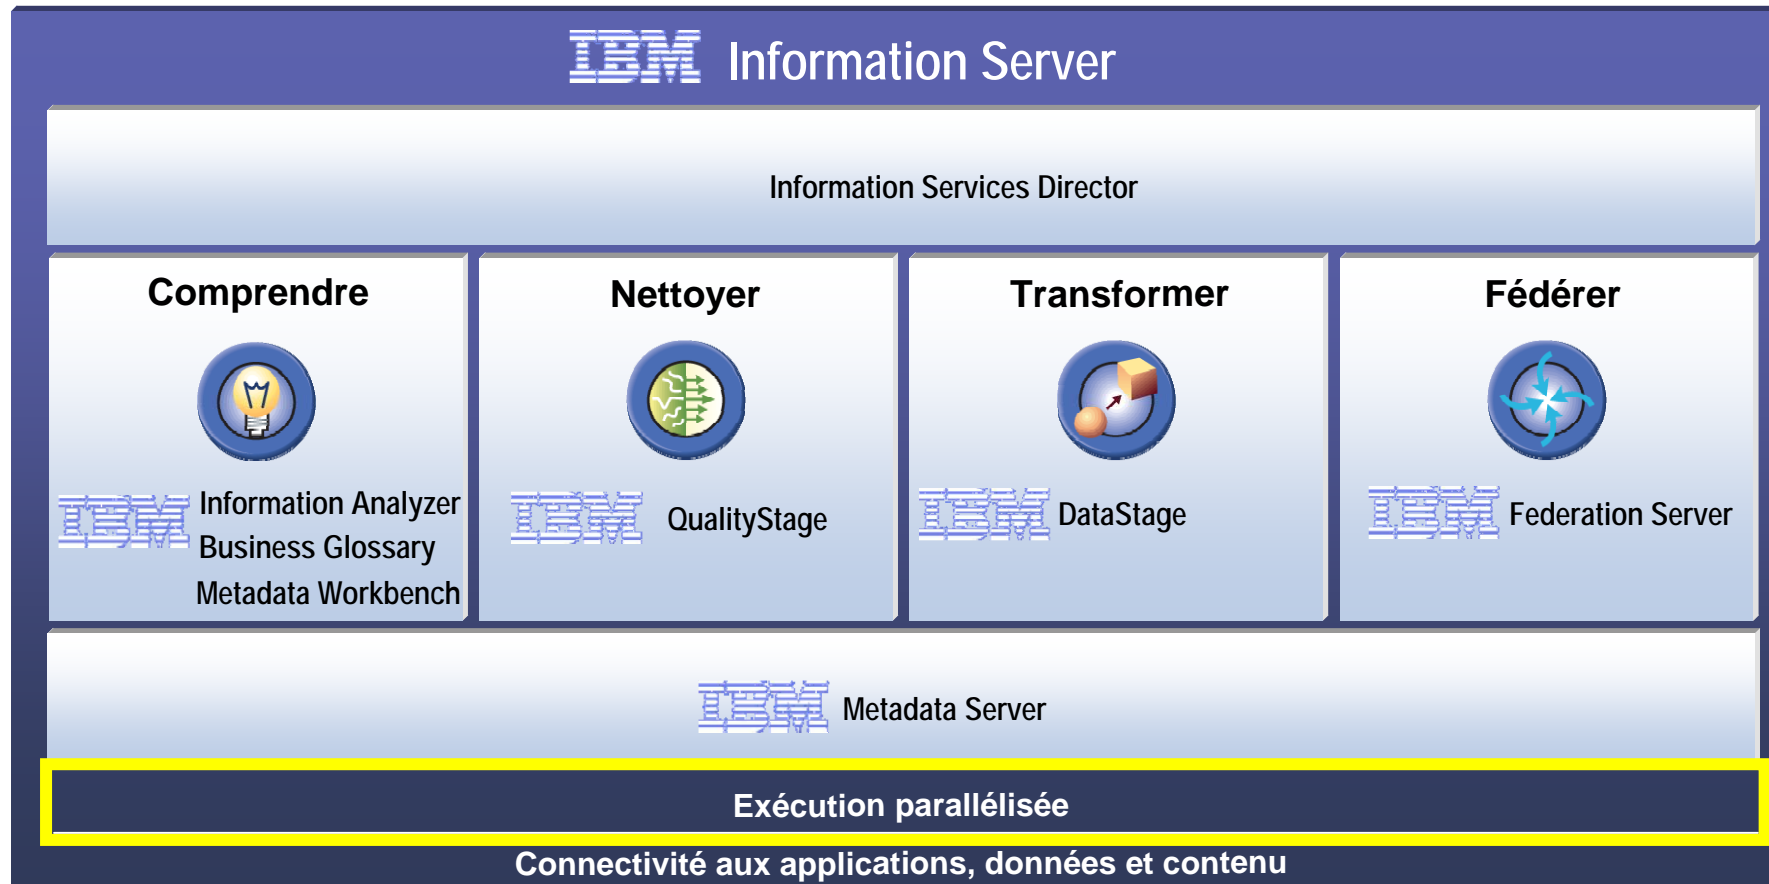 IBM Information Server
Information Services Director
Comprendre
Nettoyer
Transformer
Fédérer
IBM Information Analyzer
Business Glossary
Metadata Workbench
IBM QualityStage
IBM DataStage
IBM Federation Server
IBM Metadata Server
Exécution parallélisée
Connectivité aux applications, données et contenu